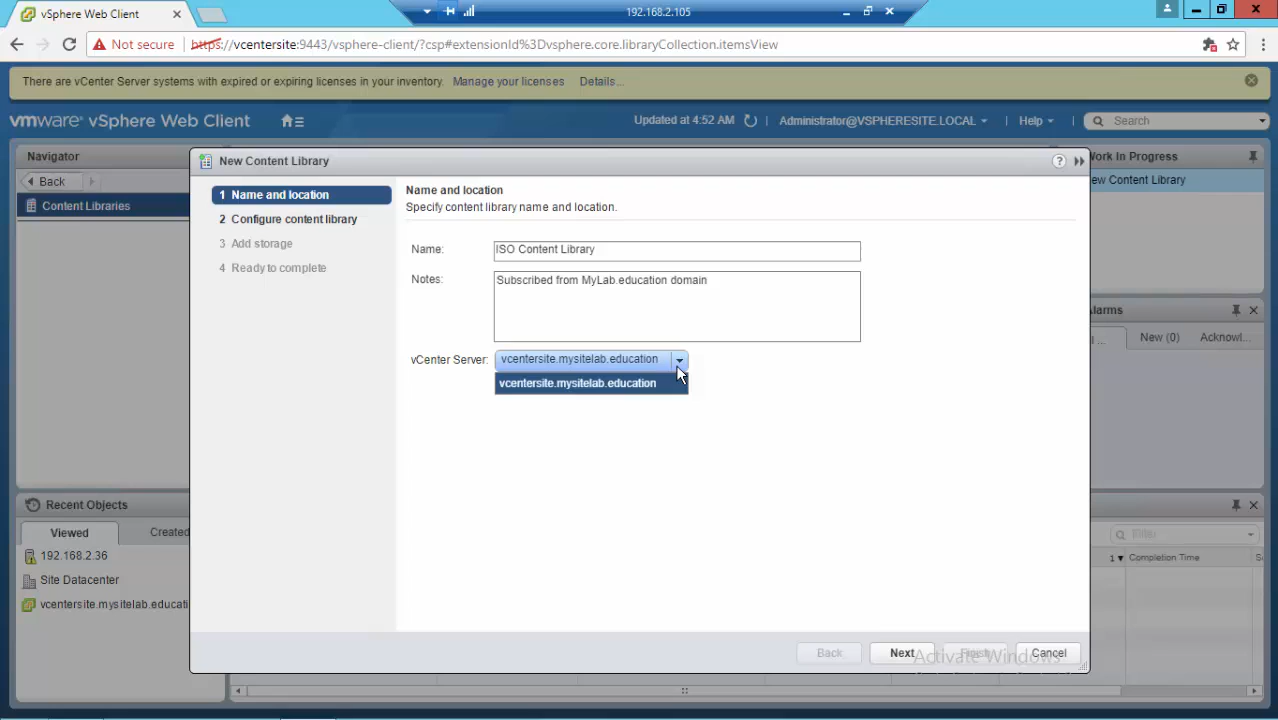 vSphere Web Client
192.168.2.105
Not secure
https://vcentersite:9443/vsphere-client/?csp#extensionId%3Dvsphere.core.libraryCollection.itemsView
There are vCenter Server systems with expired or expiring licenses in your inventory. Manage your licenses Details...
vmware® vSphere Web Client
Updated at 4:52 AM
Administrator@VSPHERESITE.LOCAL
Help
Search
Navigator
Back
Content Libraries
New Content Library
1 Name and location
2 Configure content library
3 Add storage
4 Ready to complete
Name and location
Specify content library name and location.
Name: ISO Content Library
Notes: Subscribed from MyLab.education domain
vCenter Server: vcentersite.mysitelab.education
vcentersite.mysitelab.education
Back
Next
Finish
Cancel
Activate Windows
Work In Progress
ew Content Library
larms
New (0)
Acknowl...
Recent Objects
Viewed
Created
192.168.2.36
Site Datacenter
vcentersite.mysitelab.educati
Filter
1
Completion Time